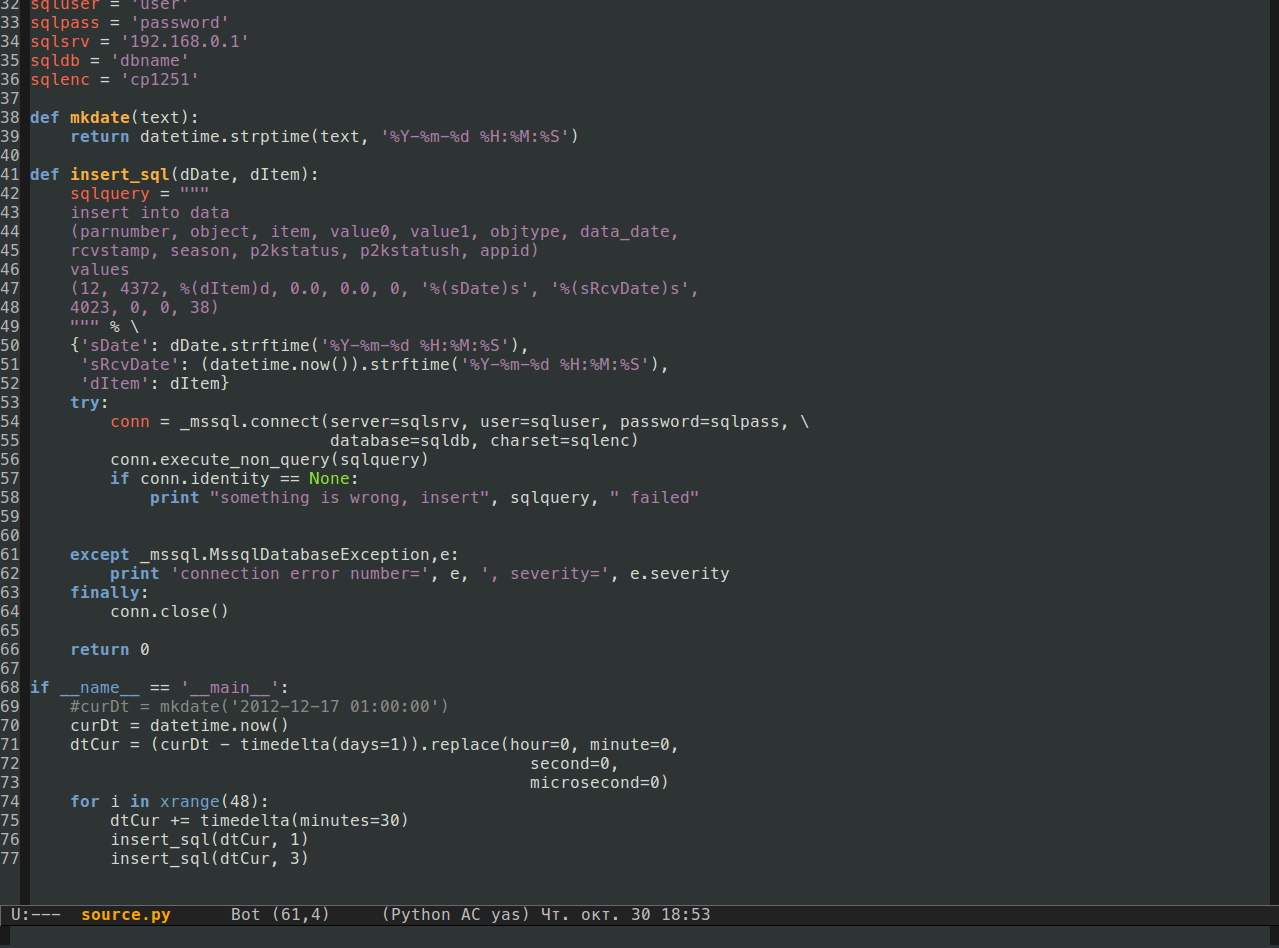 32 sqluser = 'user'
33 sqlpass = 'password'
34 sqlsrv = '192.168.0.1'
35 sqldb = 'dbname'
36 sqlenc = 'cp1251'
37
38 def mkdate(text):
39     return datetime.strptime(text, '%Y-%m-%d %H:%M:%S')
40
41 def insert_sql(dDate, dItem):
42     sqlquery = """
43     insert into data
44     (parnumber, object, item, value0, value1, objtype, data_date,
45     rcvstamp, season, p2kstatus, p2kstatush, appid)
46     values
47     (12, 4372, %(dItem)d, 0.0, 0.0, 0, '%(sDate)s', '%(sRcvDate)s',
48     4023, 0, 0, 38)
49     """ % \
50     {'sDate': dDate.strftime('%Y-%m-%d %H:%M:%S'),
51      'sRcvDate': (datetime.now()).strftime('%Y-%m-%d %H:%M:%S'),
52      'dItem': dItem}
53     try:
54         conn = _mssql.connect(server=sqlsrv, user=sqluser, password=sqlpass, \
55                               database=sqldb, charset=sqlenc)
56         conn.execute_non_query(sqlquery)
57         if conn.identity == None:
58             print "something is wrong, insert", sqlquery, " failed"
59
60
61     except _mssql.MssqlDatabaseException,e:
62         print 'connection error number=', e, ', severity=', e.severity
63     finally:
64         conn.close()
65
66     return 0
67
68 if __name__ == '__main__':
69     #curDt = mkdate('2012-12-17 01:00:00')
70     curDt = datetime.now()
71     dtCur = (curDt - timedelta(days=1)).replace(hour=0, minute=0,
72                                                   second=0,
73                                                   microsecond=0)
74     for i in xrange(48):
75         dtCur += timedelta(minutes=30)
76         insert_sql(dtCur, 1)
77         insert_sql(dtCur, 3)
U:---  source.py      Bot (61,4)     (Python AC yas) Чт. окт. 30 18:53